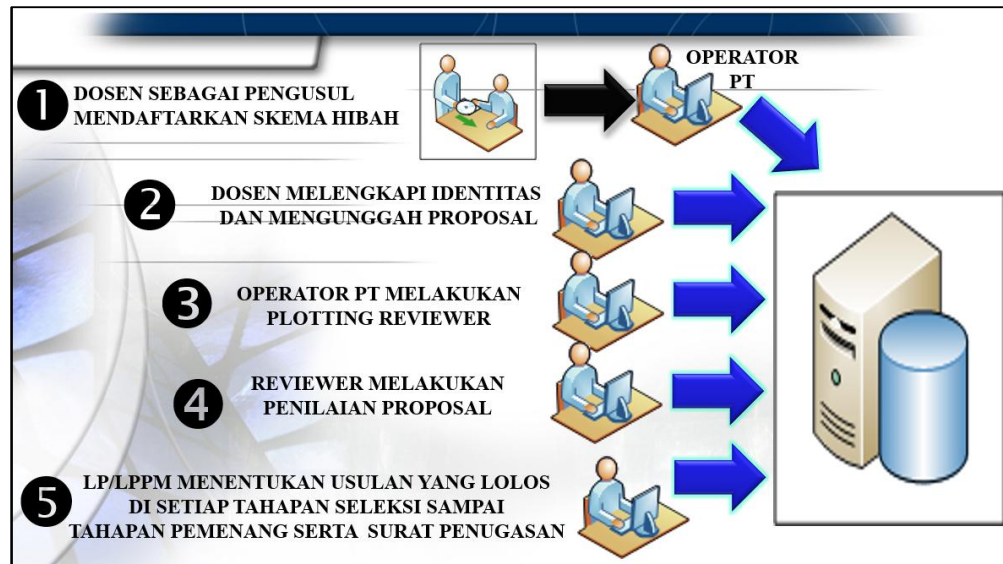 1 DOSEN SEBAGAI PENGUSUL
MENDAFTARKAN SKEMA HIBAH
OPERATOR
PT
2 DOSEN MELENGKAPI IDENTITAS
DAN MENGUNGGAH PROPOSAL
3 OPERATOR PT MELAKUKAN
PLOTTING REVIEWER
4 REVIEWER MELAKUKAN
PENILAIAN PROPOSAL
5 LP/LPPM MENENTUKAN USULAN YANG LOLOS
DI SETIAP TAHAPAN SELEKSI SAMPAI
TAHAPAN PEMENANG SERTA SURAT PENUGASAN